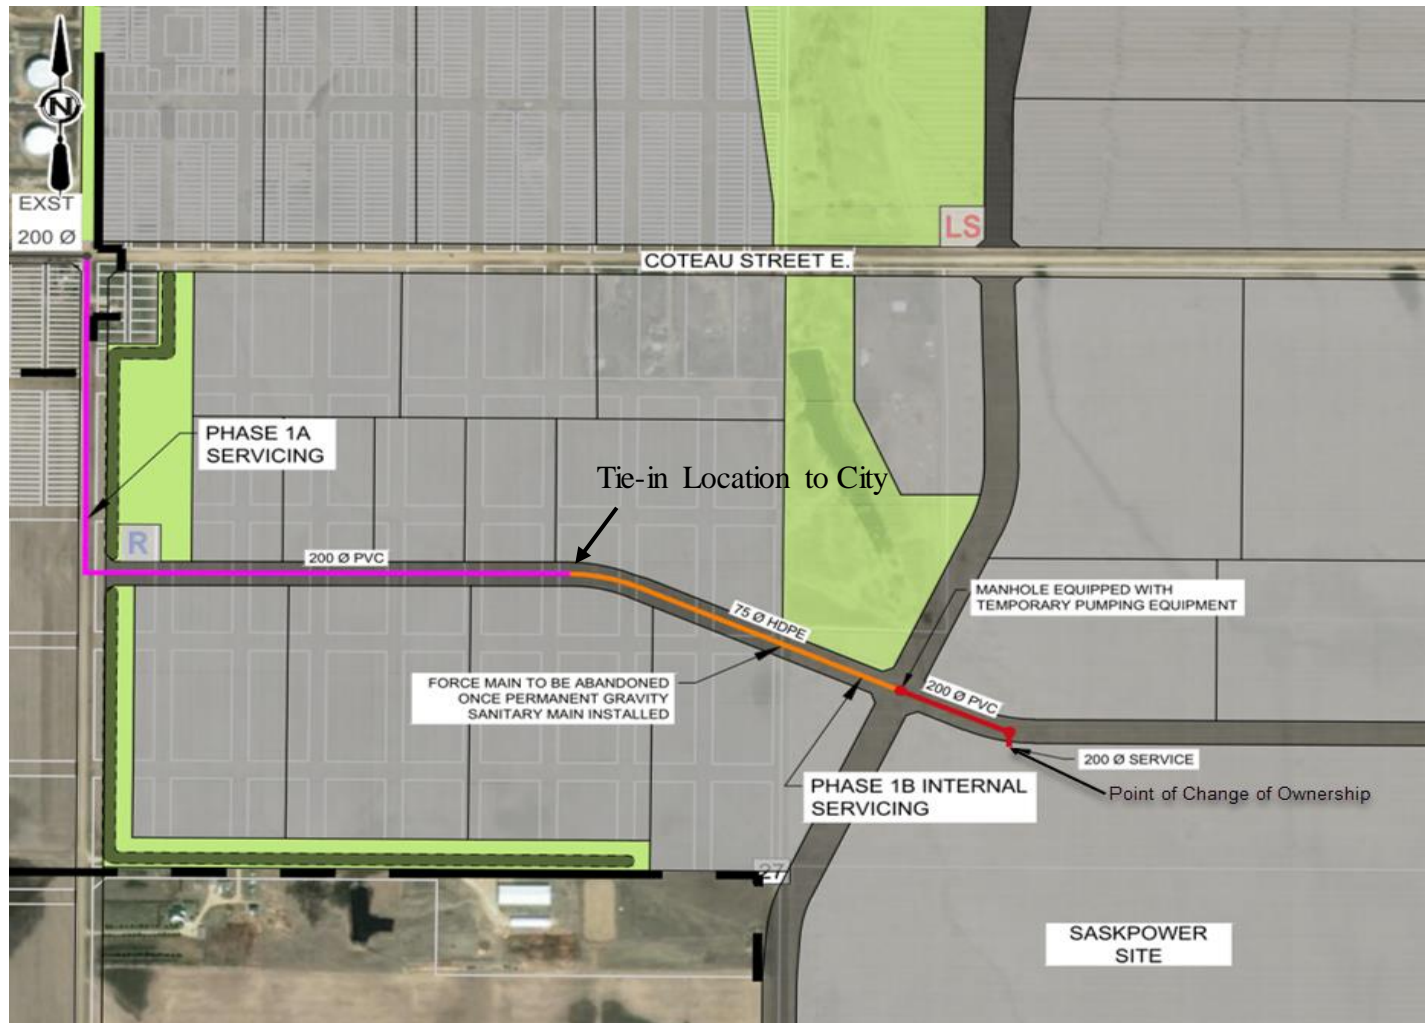 N
EXST
200 Ø
LS
COTEAU STREET E.
PHASE 1A
SERVICING
Tie-in Location to City
R
200 Ø PVC
75 Ø HDPE
MANHOLE EQUIPPED WITH
TEMPORARY PUMPING EQUIPMENT
FORCE MAIN TO BE ABANDONED
ONCE PERMANENT GRAVITY
SANITARY MAIN INSTALLED
200 Ø PVC
200 Ø SERVICE
PHASE 1B INTERNAL
SERVICING
Point of Change of Ownership
27
SASKPOWER
SITE